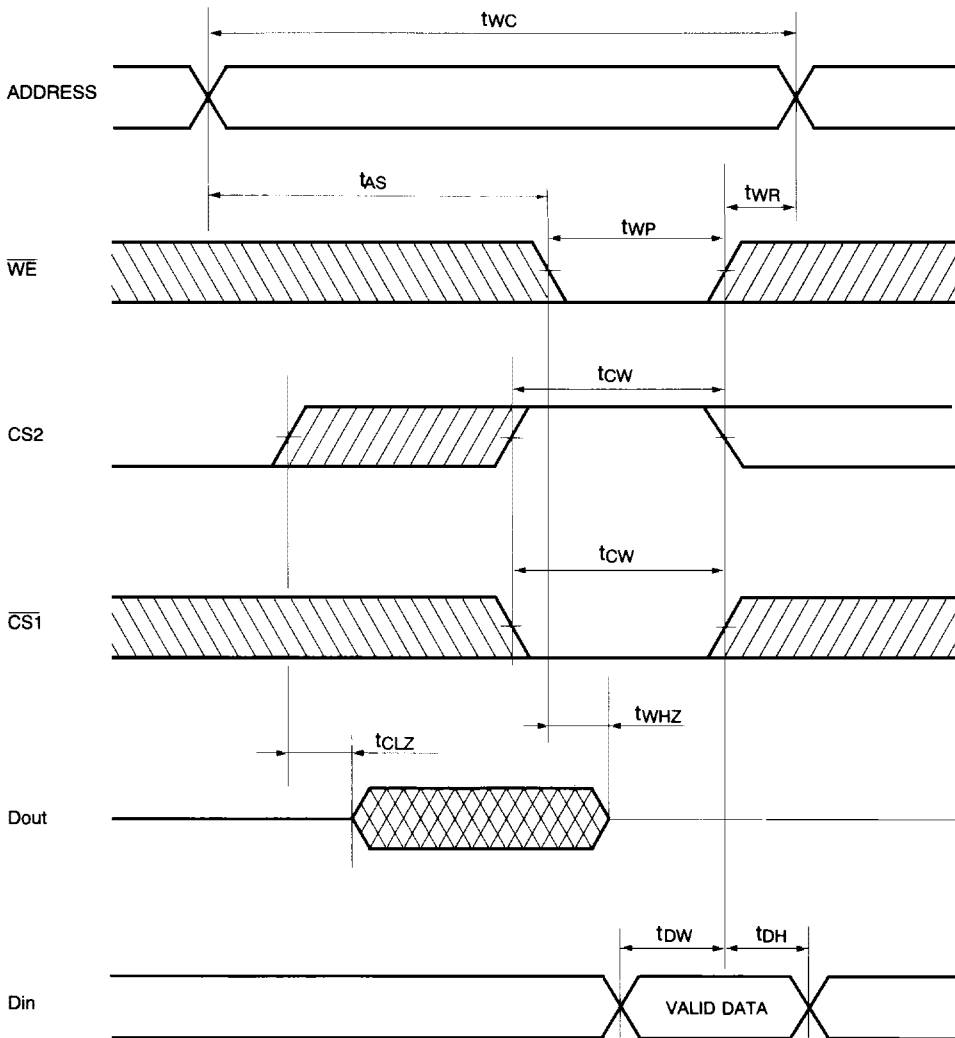 tWC
ADDRESS
tAS
tWR
tWP
WE
tCW
CS2
tCW
CS1
tWHZ
tCLZ
Dout
tDW tDH
Din VALID DATA